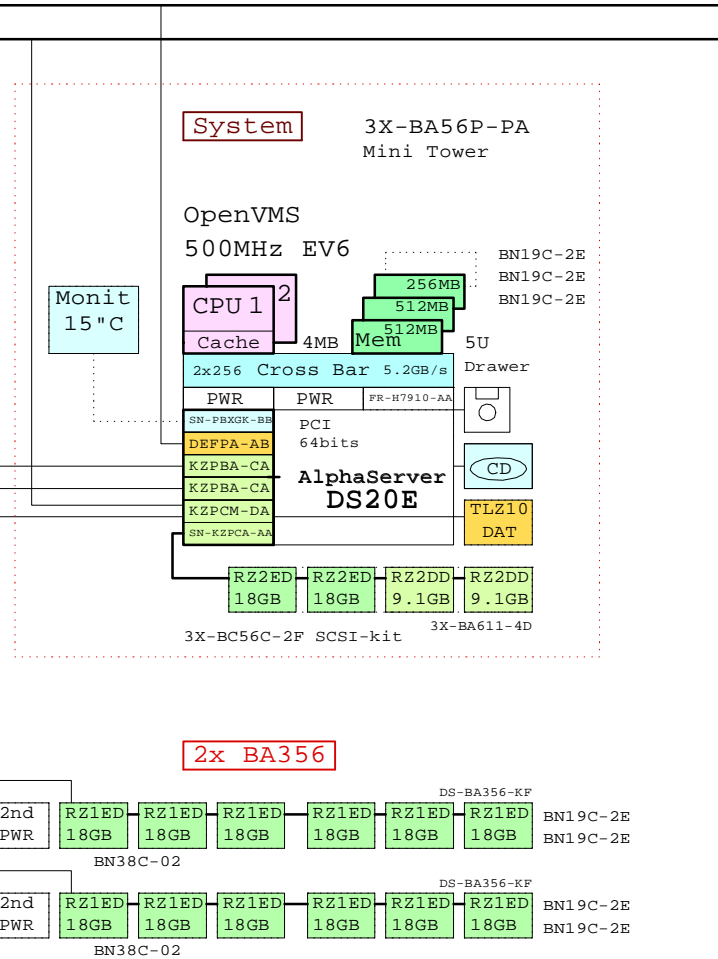 System
3X-BA56P-PA
Mini Tower
OpenVMS
500MHz EV6
BN19C-2E
BN19C-2E
BN19C-2E
Monit
15"C
CPU 1
2
Cache
4MB
256MB
512MB
512MB
Mem
5U
Drawer
2x256 Cross Bar 5.2GB/s
PWR
PWR
FR-H7910-AA
SN-PBXGK-BB
DEFPA-AB
KZPBA-CA
KZPBA-CA
KZPCM-DA
SN-KZPCA-AA
PCI
64bits
AlphaServer
DS20E
CD
TLZ10
DAT
RZ2ED RZ2ED RZ2DD RZ2DD
18GB 18GB 9.1GB 9.1GB
3X-BA611-4D
3X-BC56C-2F SCSI-kit
2x BA356
DS-BA356-KF
2nd RZ1ED RZ1ED RZ1ED RZ1ED RZ1ED RZ1ED BN19C-2E
PWR 18GB 18GB 18GB 18GB 18GB 18GB BN19C-2E
BN38C-02
DS-BA356-KF
2nd RZ1ED RZ1ED RZ1ED RZ1ED RZ1ED RZ1ED BN19C-2E
PWR 18GB 18GB 18GB 18GB 18GB 18GB BN19C-2E
BN38C-02